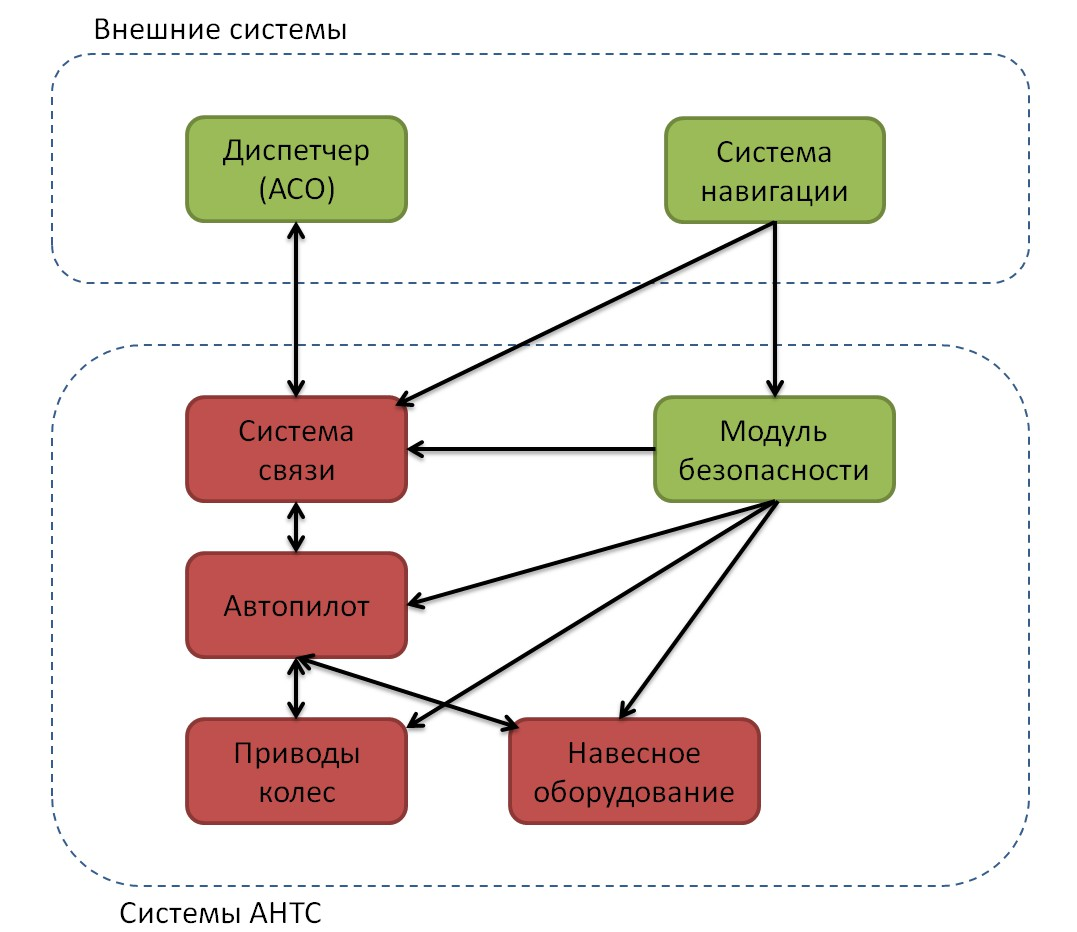 Внешние системы
Диспетчер
(АСО)
Система
навигации
Система
связи
Модуль
безопасности
Автопилот
Приводы
колес
Навесное
оборудование
Системы АНТС